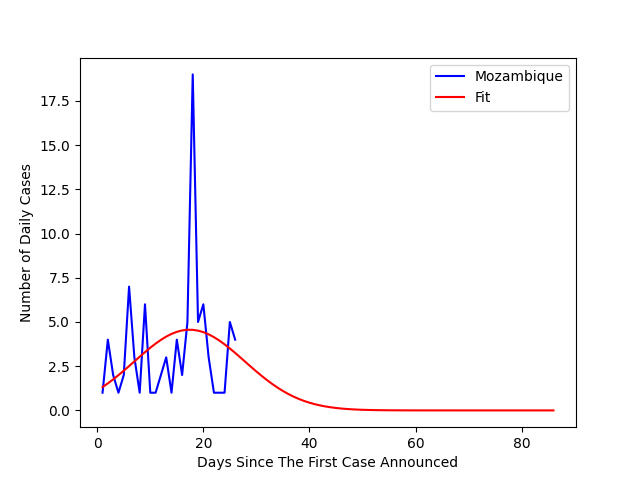 Mozambique
Fit
17.5
15.0
12.5
10.0
7.5
5.0
2.5
0.0
Number of Daily Cases
0 20 40 60 80
Days Since The First Case Announced